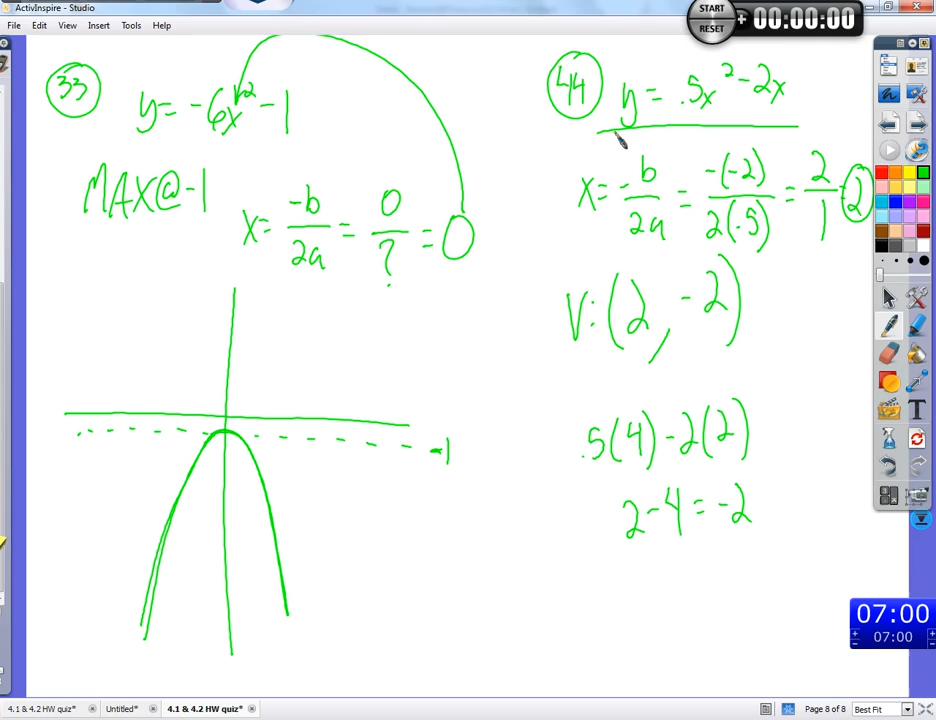 ActivInspire - Studio
File Edit View Insert Tools Help
START
RESET
+ 00:00:00
33
y = -6x² - 1
MAX@-1
x = -b/2a = 0/? = 0
-1
44
y = .5x² - 2x
x = -b/2a = -(-2)/2(.5) = 2/1 = 2
V: (2, -2)
.5(4) - 2(2)
2 - 4 = -2
07:00
07:00
4.1 & 4.2 HW quiz* Untitled* 4.1 & 4.2 HW quiz*
Page 8 of 8 Best Fit